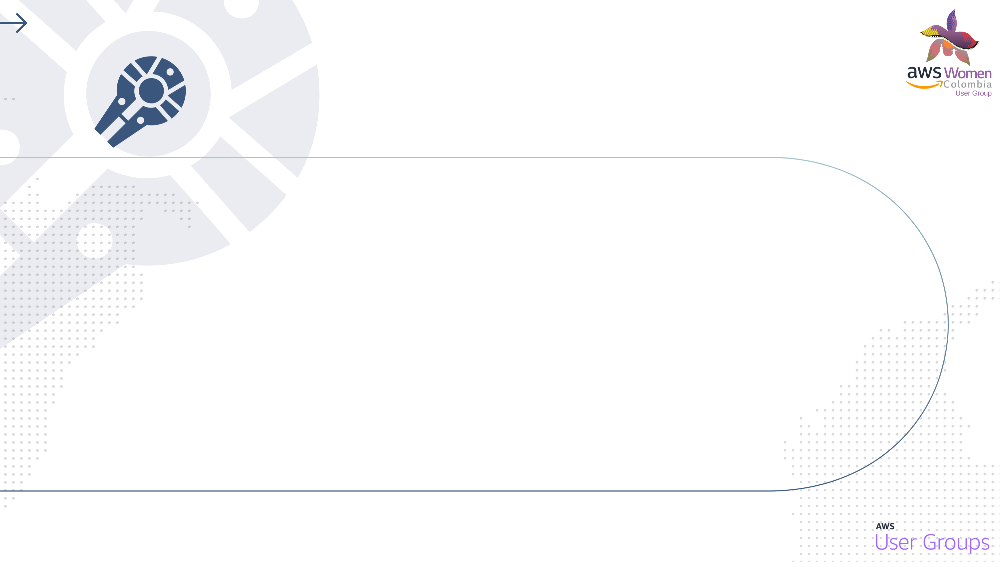 aws Women
Colombia
User Group
AWS
User Groups